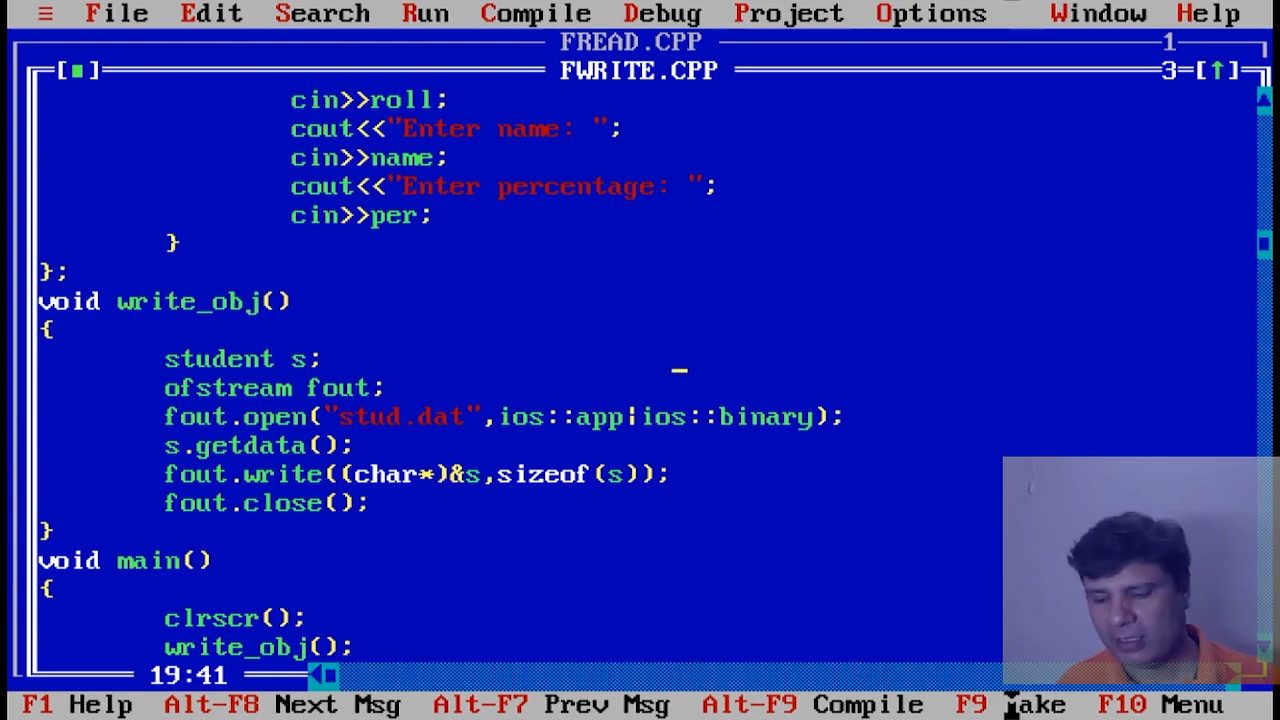 ≡ File Edit Search Run Compile Debug Project Options Window Help
FREAD.CPP 1
[■] FWRITE.CPP 3=[↑]
cin>>roll;
cout<<"Enter name: ";
cin>>name;
cout<<"Enter percentage: ";
cin>>per;
}
};
void write_obj()
{
student s;
ofstream fout;
fout.open("stud.dat",ios::app|ios::binary);
s.getdata();
fout.write((char*)&s,sizeof(s));
fout.close();
}
void main()
{
clrscr();
write_obj();
19:41
F1 Help Alt-F8 Next Msg Alt-F7 Prev Msg Alt-F9 Compile F9 Make F10 Menu